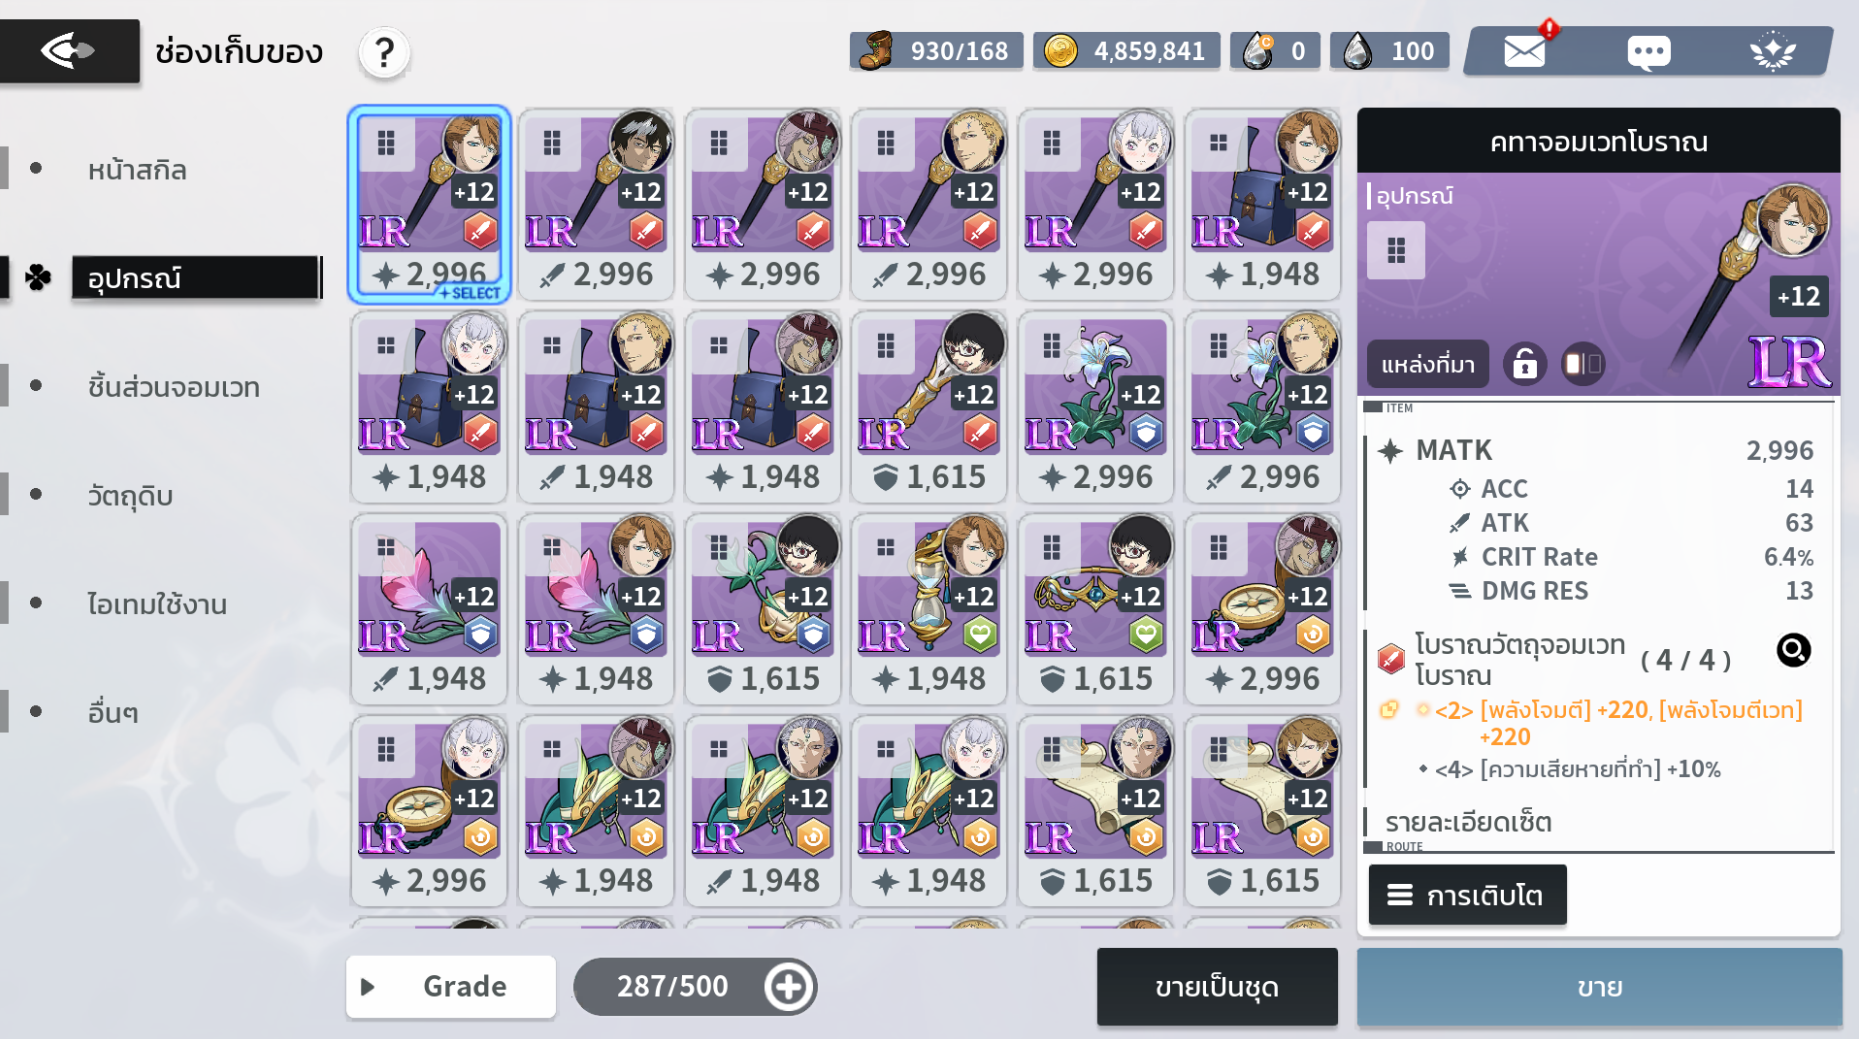 ช่องเก็บของ
?
930/168
4,859,841
0
100
หน้าสกิล
อุปกรณ์
ชิ้นส่วนจอมเวท
วัตถุดิบ
ไอเทมใช้งาน
อื่นๆ
+12 +12 +12 +12 +12 +12
LR LR LR LR LR LR
2,996 2,996 2,996 2,996 2,996 1,948
SELECT
+12 +12 +12 +12 +12 +12
LR LR LR LR LR LR
1,948 1,948 1,948 1,615 2,996 2,996
+12 +12 +12 +12 +12 +12
LR LR LR LR LR LR
1,948 1,948 1,615 1,948 1,615 2,996
+12 +12 +12 +12 +12 +12
LR LR LR LR LR LR
2,996 1,948 1,948 1,948 1,615 1,615
Grade
287/500
ขายเป็นชุด
คทาจอมเวทโบราณ
อุปกรณ์
+12
LR
แหล่งที่มา
ITEM
MATK 2,996
ACC 14
ATK 63
CRIT Rate 6.4%
DMG RES 13
โบราณวัตถุจอมเวท
โบราณ
( 4 / 4 )
<2> [พลังโจมตี] +220, [พลังโจมตีเวท]
+220
<4> [ความเสียหายที่ทำ] +10%
รายละเอียดเซ็ต
ROUTE
การเติบโต
ขาย